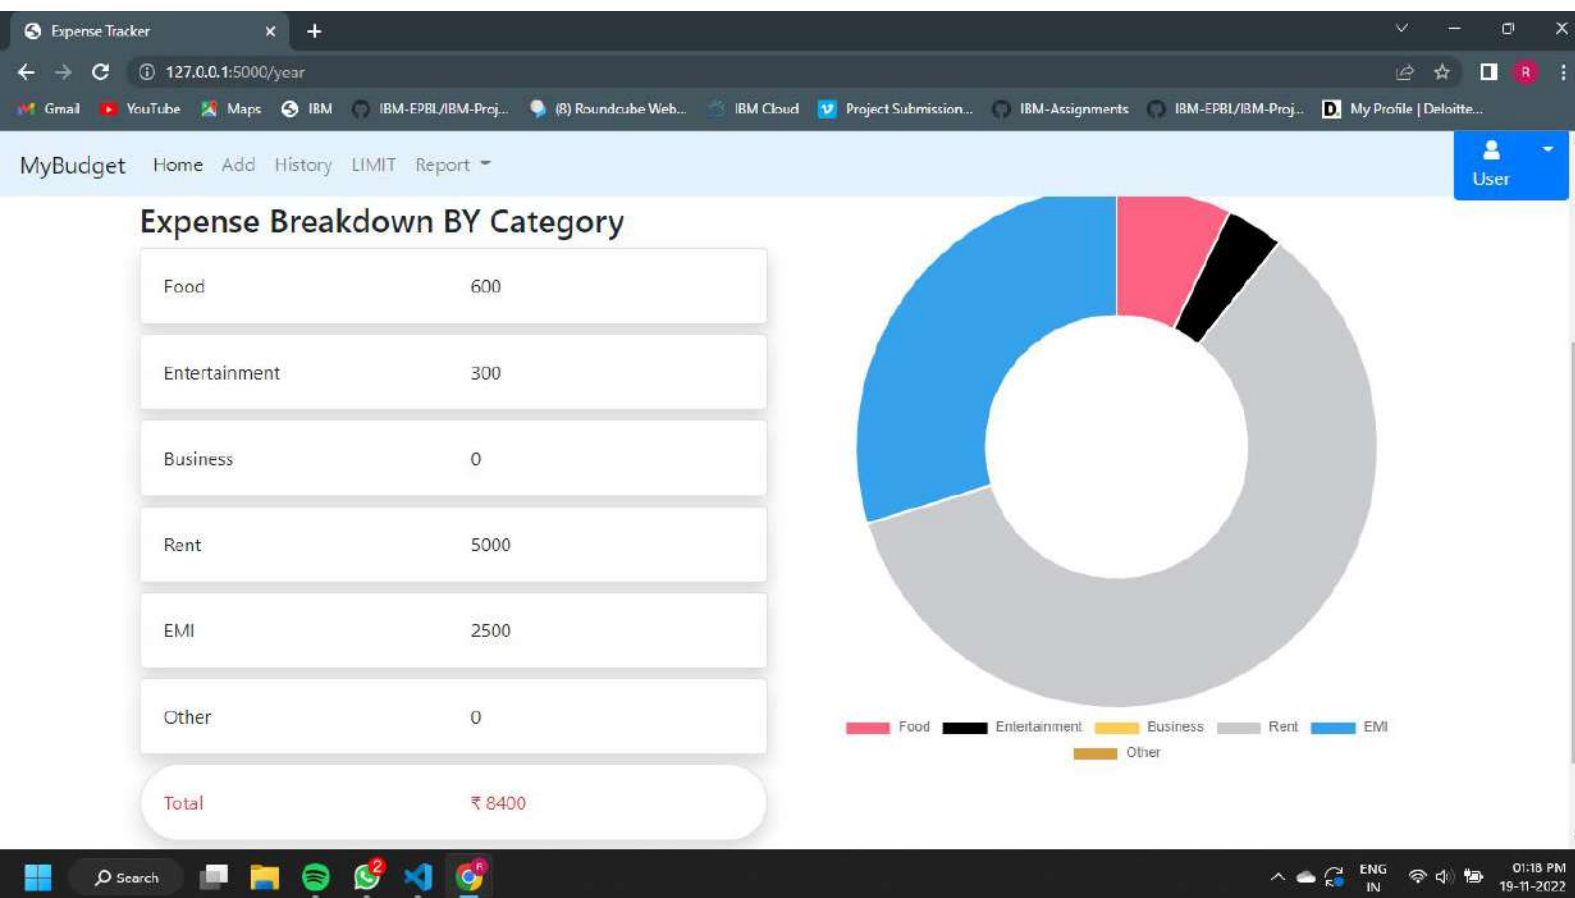 Expense Tracker
127.0.0.1:5000/year
Gmail YouTube Maps IBM IBM-EPBL/IBM-Proj... (8) Roundcube Web... IBM Cloud Project Submission... IBM-Assignments IBM-EPBL/IBM-Proj... D. My Profile | Deloitte...
R
MyBudget Home Add History LIMIT Report
User
Expense Breakdown BY Category
Food 600
Entertainment 300
Business 0
Rent 5000
EMI 2500
Other 0
Total ₹ 8400
Food Entertainment Business Rent EMI
Other
Search
2
R
ENG
IN
01:18 PM
19-11-2022